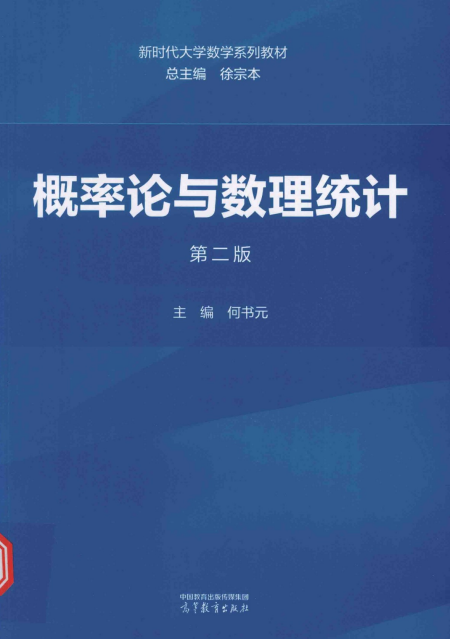 新时代大学数学系列教材
总主编 徐宗本
概率论与数理统计
第二版
主 编 何书元
中国教育出版传媒集团
高等教育出版社